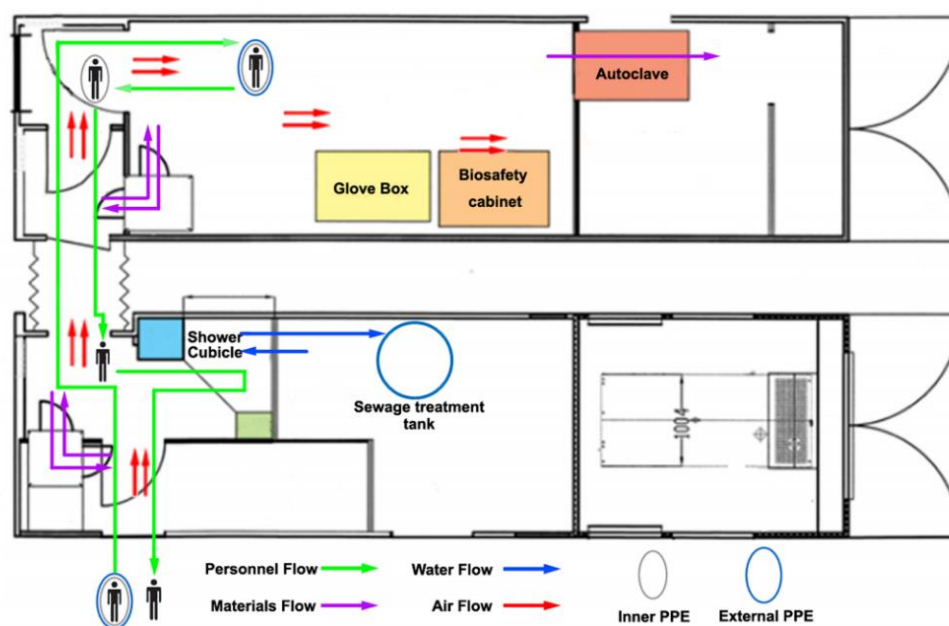 Autoclave
Glove Box
Biosafety
cabinet
Shower
Cubicle
Sewage treatment
tank
1004
Personnel Flow
Water Flow
Materials Flow
Air Flow
Inner PPE
External PPE